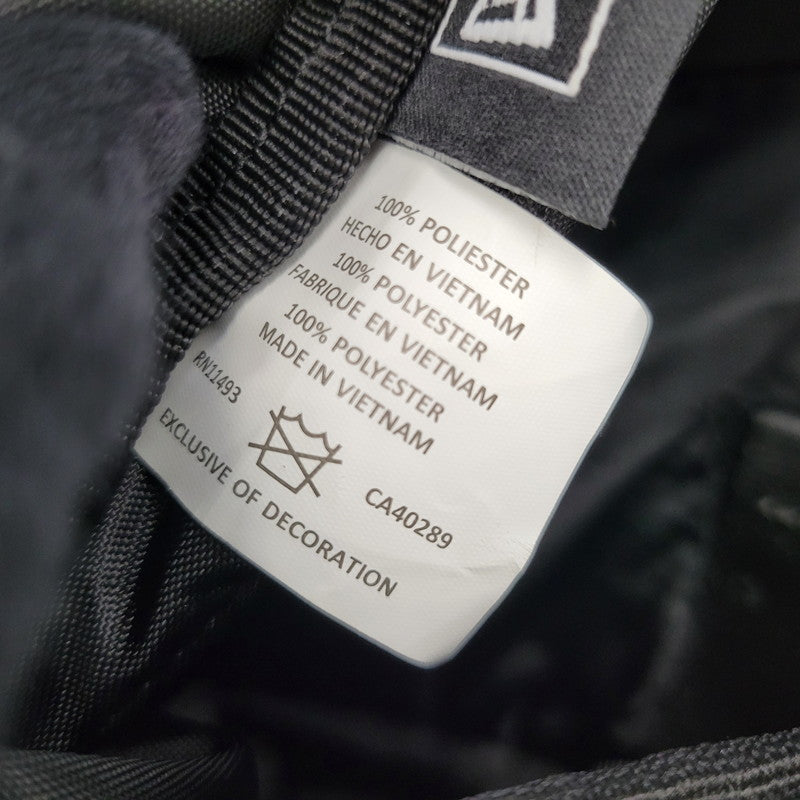 100% POLIESTER
HECHO EN VIETNAM
100% POLYESTER
FABRIQUE EN VIETNAM
100% POLYESTER
MADE IN VIETNAM
RN11493
CA40289
EXCLUSIVE OF DECORATION